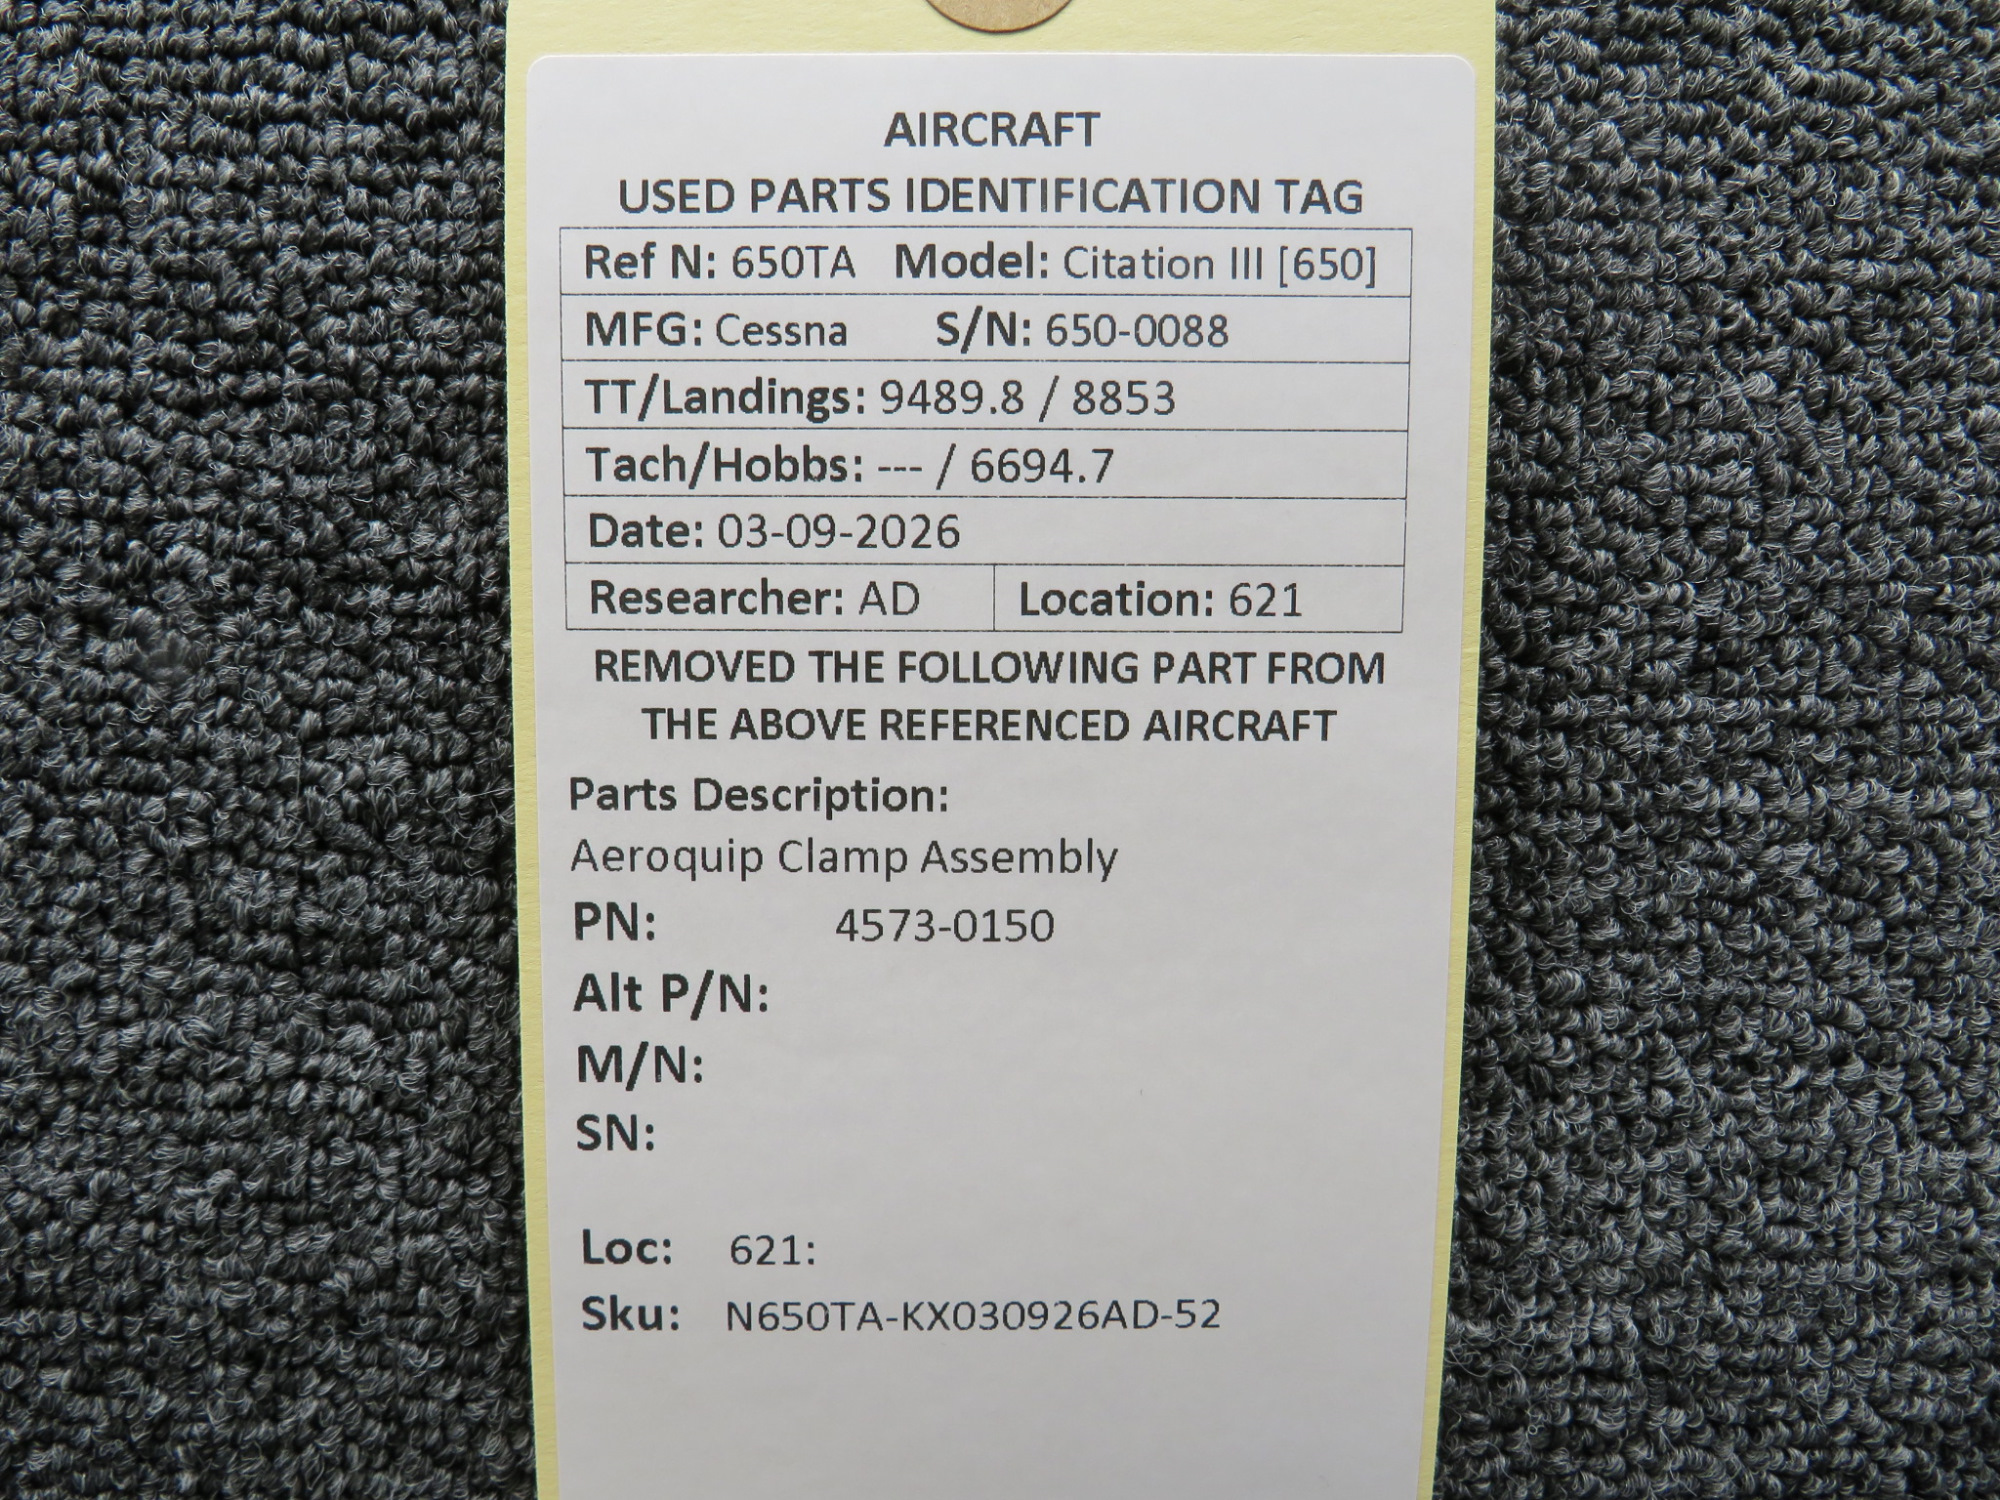 AIRCRAFT
USED PARTS IDENTIFICATION TAG
Ref N: 650TA Model: Citation III [650]
MFG: Cessna S/N: 650-0088
TT/Landings: 9489.8 / 8853
Tach/Hobbs: --- / 6694.7
Date: 03-09-2026
Researcher: AD Location: 621
REMOVED THE FOLLOWING PART FROM
THE ABOVE REFERENCED AIRCRAFT
Parts Description:
Aeroquip Clamp Assembly
PN: 4573-0150
Alt P/N:
M/N:
SN:
Loc: 621:
Sku: N650TA-KX030926AD-52